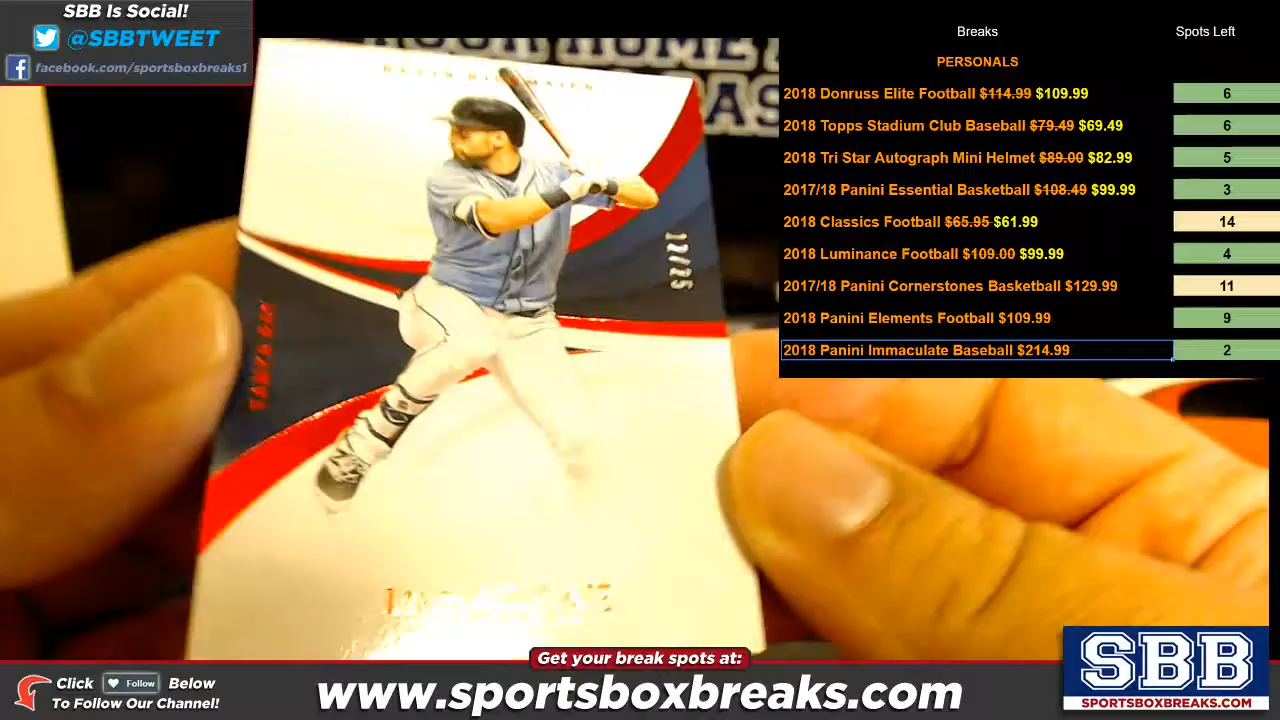 SBB Is Social!
@SBBTWEET
facebook.com/sportsboxbreaks1
Breaks Spots Left
PERSONALS
2018 Donruss Elite Football $114.99 $109.99 6
2018 Topps Stadium Club Baseball $79.49 $69.49 6
2018 Tri Star Autograph Mini Helmet $89.00 $82.99 5
2017/18 Panini Essential Basketball $108.49 $99.99 3
2018 Classics Football $65.95 $61.99 14
2018 Luminance Football $109.00 $99.99 4
2017/18 Panini Cornerstones Basketball $129.99 11
2018 Panini Elements Football $109.99 9
2018 Panini Immaculate Baseball $214.99 2
TAMPA BAY
Get your break spots at:
www.sportsboxbreaks.com
Click Follow Below
To Follow Our Channel!
SBB
SPORTSBOXBREAKS.COM